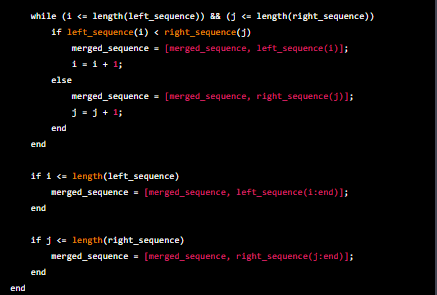 while (i <= length(left_sequence)) && (j <= length(right_sequence))
if left_sequence(i) < right_sequence(j)
merged_sequence = [merged_sequence, left_sequence(i)];
i = i + 1;
else
merged_sequence = [merged_sequence, right_sequence(j)];
j = j + 1;
end
end
if i <= length(left_sequence)
merged_sequence = [merged_sequence, left_sequence(i:end)];
end
if j <= length(right_sequence)
merged_sequence = [merged_sequence, right_sequence(j:end)];
end
end